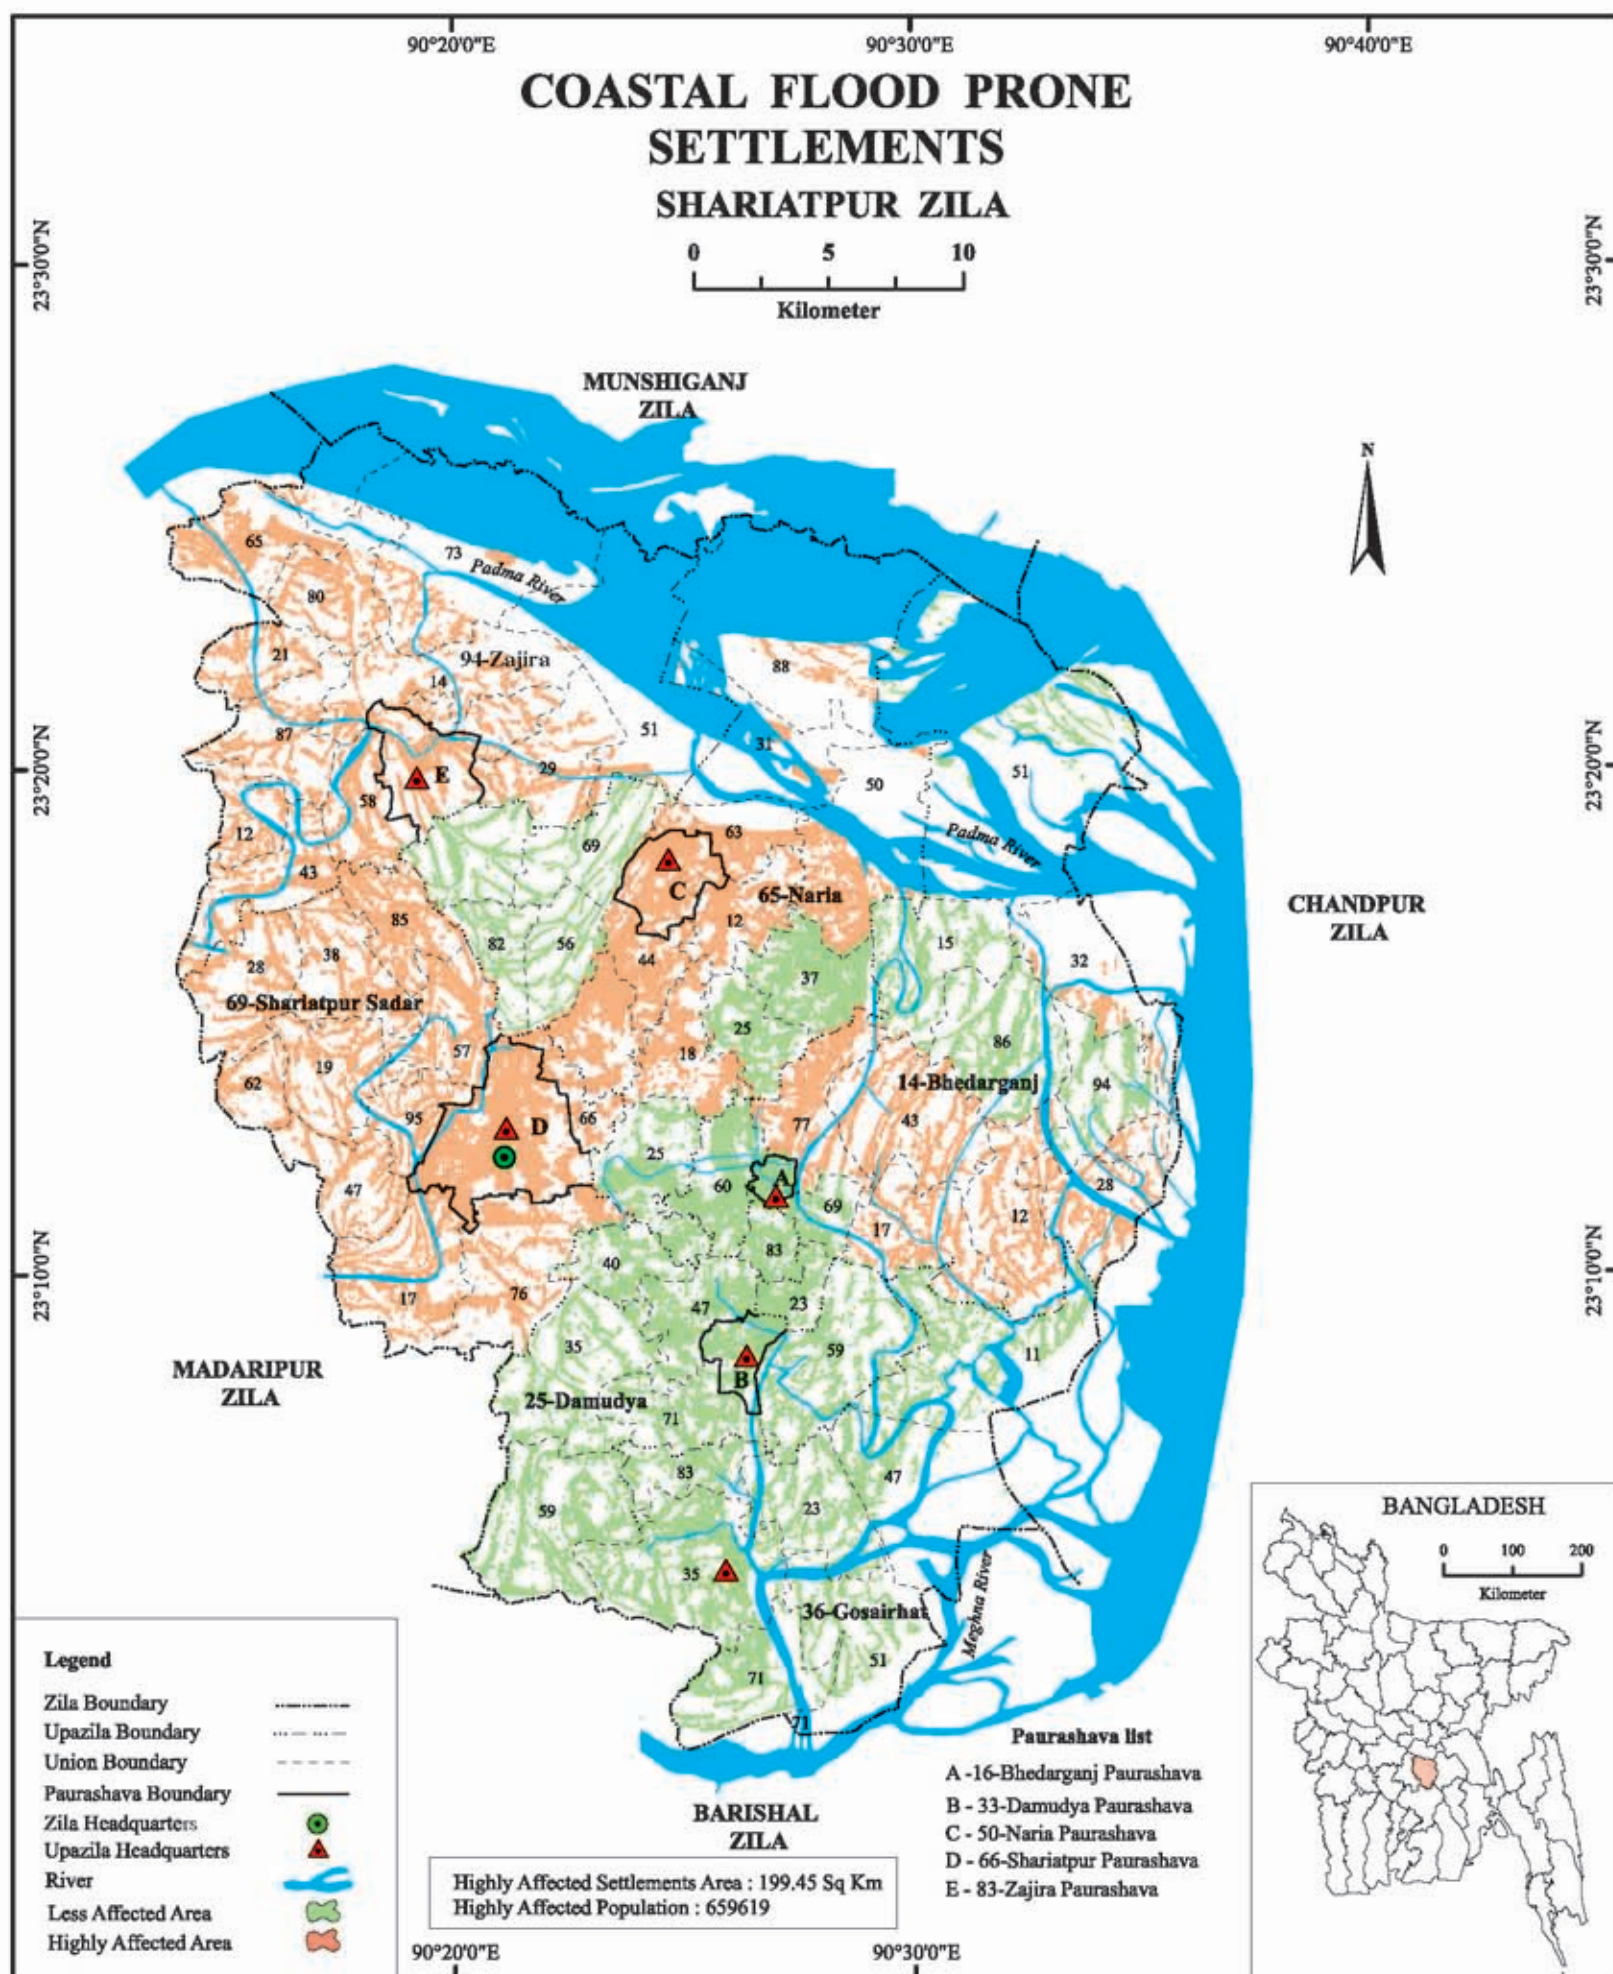 90°20'0"E
90°30'0"E
90°40'0"E
COASTAL FLOOD PRONE
SETTLEMENTS
SHARIATPUR ZILA
0 5 10
Kilometer
23°30'0"N
23°30'0"N
MUNSHIGANJ
ZILA
N
65
73
Padma River
80
21
94-Zajira
14
88
87
51
31
23°20'0"N
23°20'0"N
E
29
50
51
58
12
69
63
Padma River
43
C
65-Naria
CHANDPUR
ZILA
85
12
82
56
15
38
28
44
37
32
69-Shariatpur Sadar
25
57
18
86
19
62
14-Bhedarganj
94
95
66
D
77
43
25
47
60
A
69
28
17
12
23°10'0"N
23°10'0"N
83
40
17
76
47
23
35
59
11
MADARIPUR
ZILA
B
25-Damudya
71
83
47
59
23
35
36-Gosairhat
Meghna River
51
71
71
BARISHAL
ZILA
Legend
Zila Boundary
Upazila Boundary
Union Boundary
Paurashava Boundary
Zila Headquarters
Upazila Headquarters
River
Less Affected Area
Highly Affected Area
Highly Affected Settlements Area : 199.45 Sq Km
Highly Affected Population : 659619
Paurashava list
A -16-Bhedarganj Paurashava
B - 33-Damudya Paurashava
C - 50-Naria Paurashava
D - 66-Shariatpur Paurashava
E - 83-Zajira Paurashava
BANGLADESH
0 100 200
Kilometer
90°20'0"E
90°30'0"E